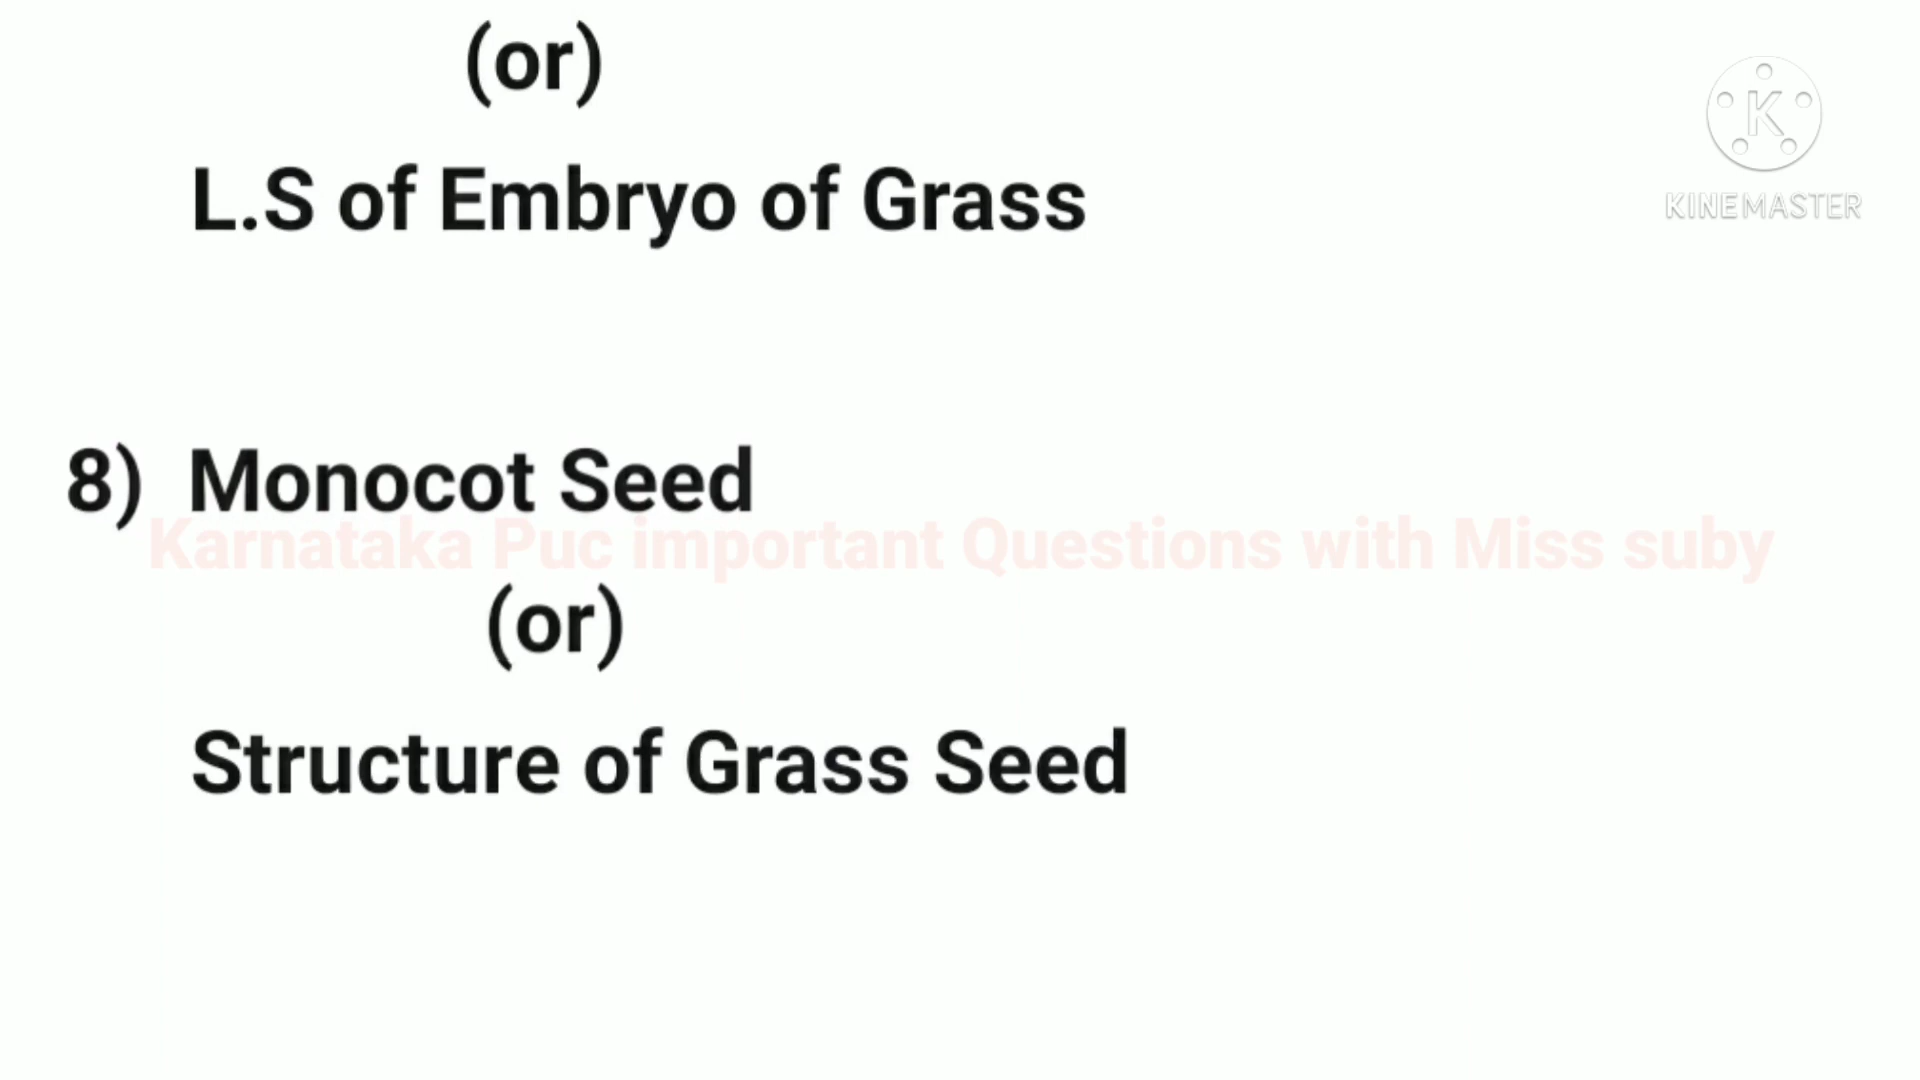 (or)
L.S of Embryo of Grass
K
KINEMASTER
8) Monocot Seed
Karnataka Puc important Questions with Miss suby
(or)
Structure of Grass Seed